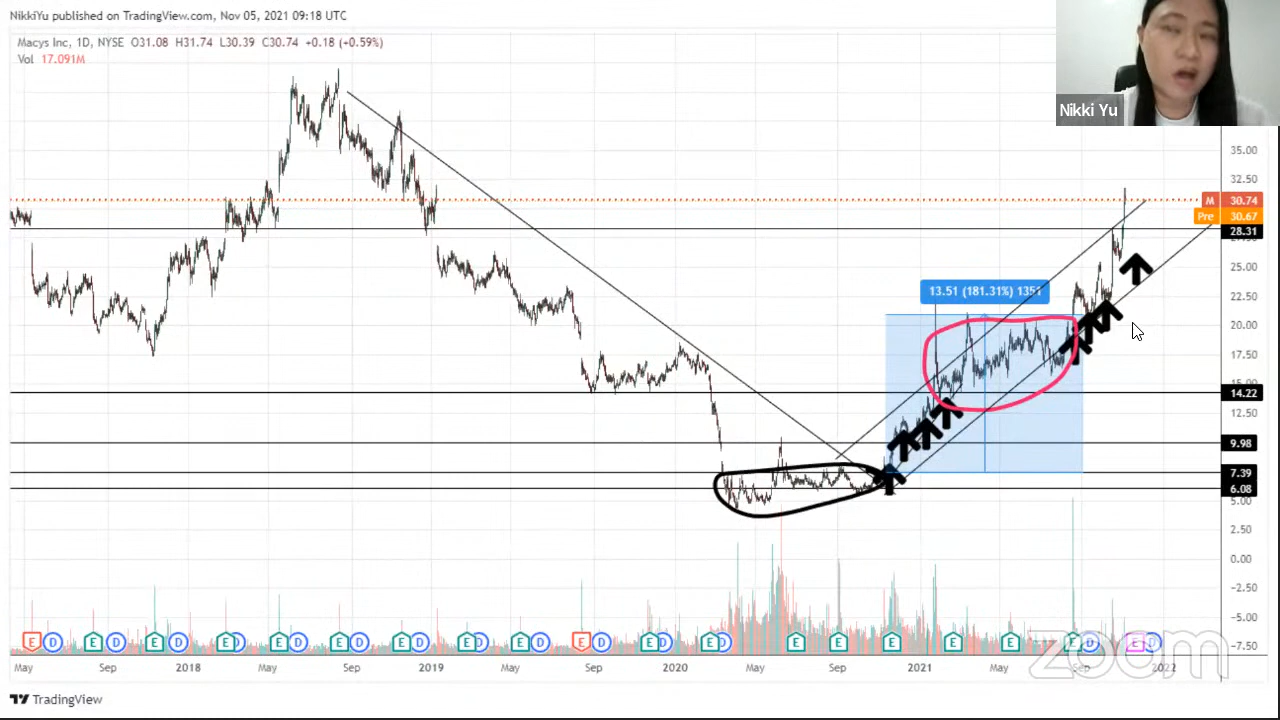 NikkiYu published on TradingView.com, Nov 05, 2021 09:18 UTC
Macys Inc, 1D, NYSE O31.08 H31.74 L30.39 C30.74 +0.18 (+0.59%)
Vol 17.091M
Nikki Yu
35.00
32.50
M 30.74
Pre 30.67
28.31
25.00
13.51 (181.31%) 1351
22.50
20.00
17.50
15.00
14.22
12.50
9.98
7.39
6.08
5.00
2.50
0.00
−2.50
−5.00
−7.50
E D E D E D E D E D E D E D E D E D E D E D E E E E E E D E D
zoom
May Sep 2018 May Sep 2019 May Sep 2020 May Sep 2021 May Sep 2022
TradingView